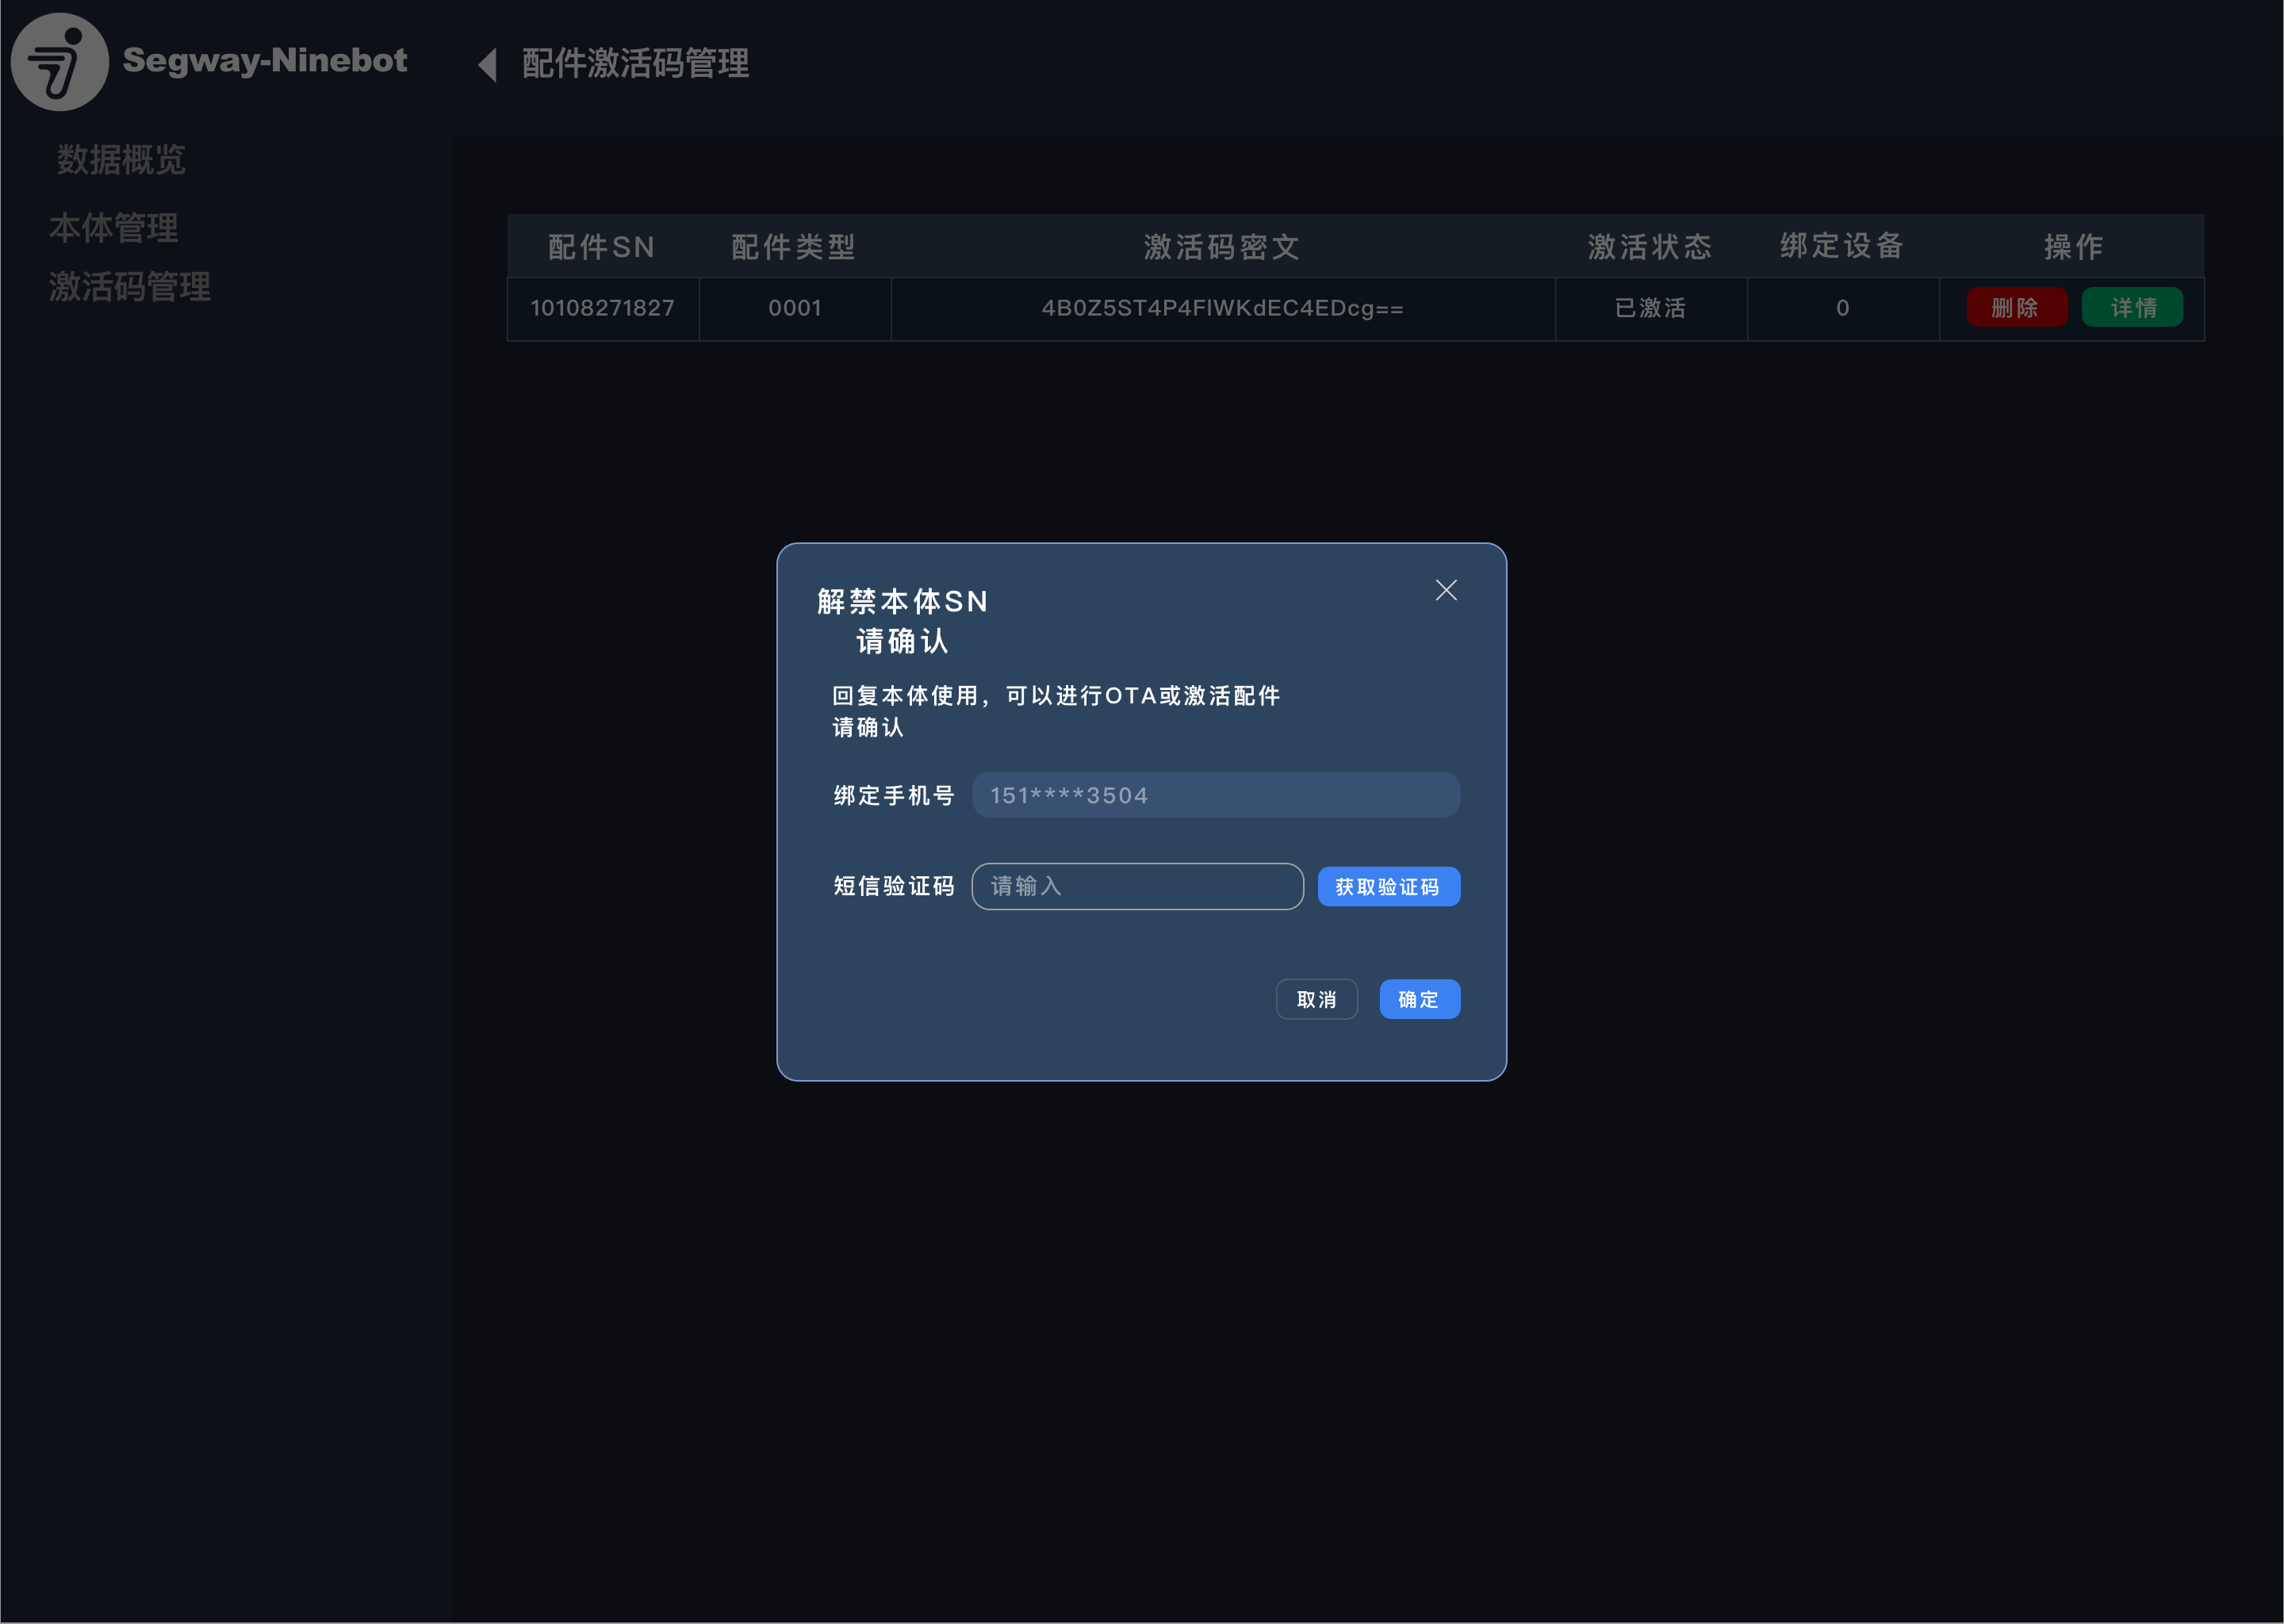 Segway-Ninebot
配件激活码管理
数据概览
本体管理
激活码管理
配件SN 配件类型 激活码密文 激活状态 绑定设备 操作
10108271827 0001 4B0Z5ST4P4FIWKdEC4EDcg== 已激活 0 删除 详情
解禁本体SN
请确认
回复本体使用，可以进行OTA或激活配件
请确认
绑定手机号 151****3504
短信验证码 请输入 获取验证码
取消 确定